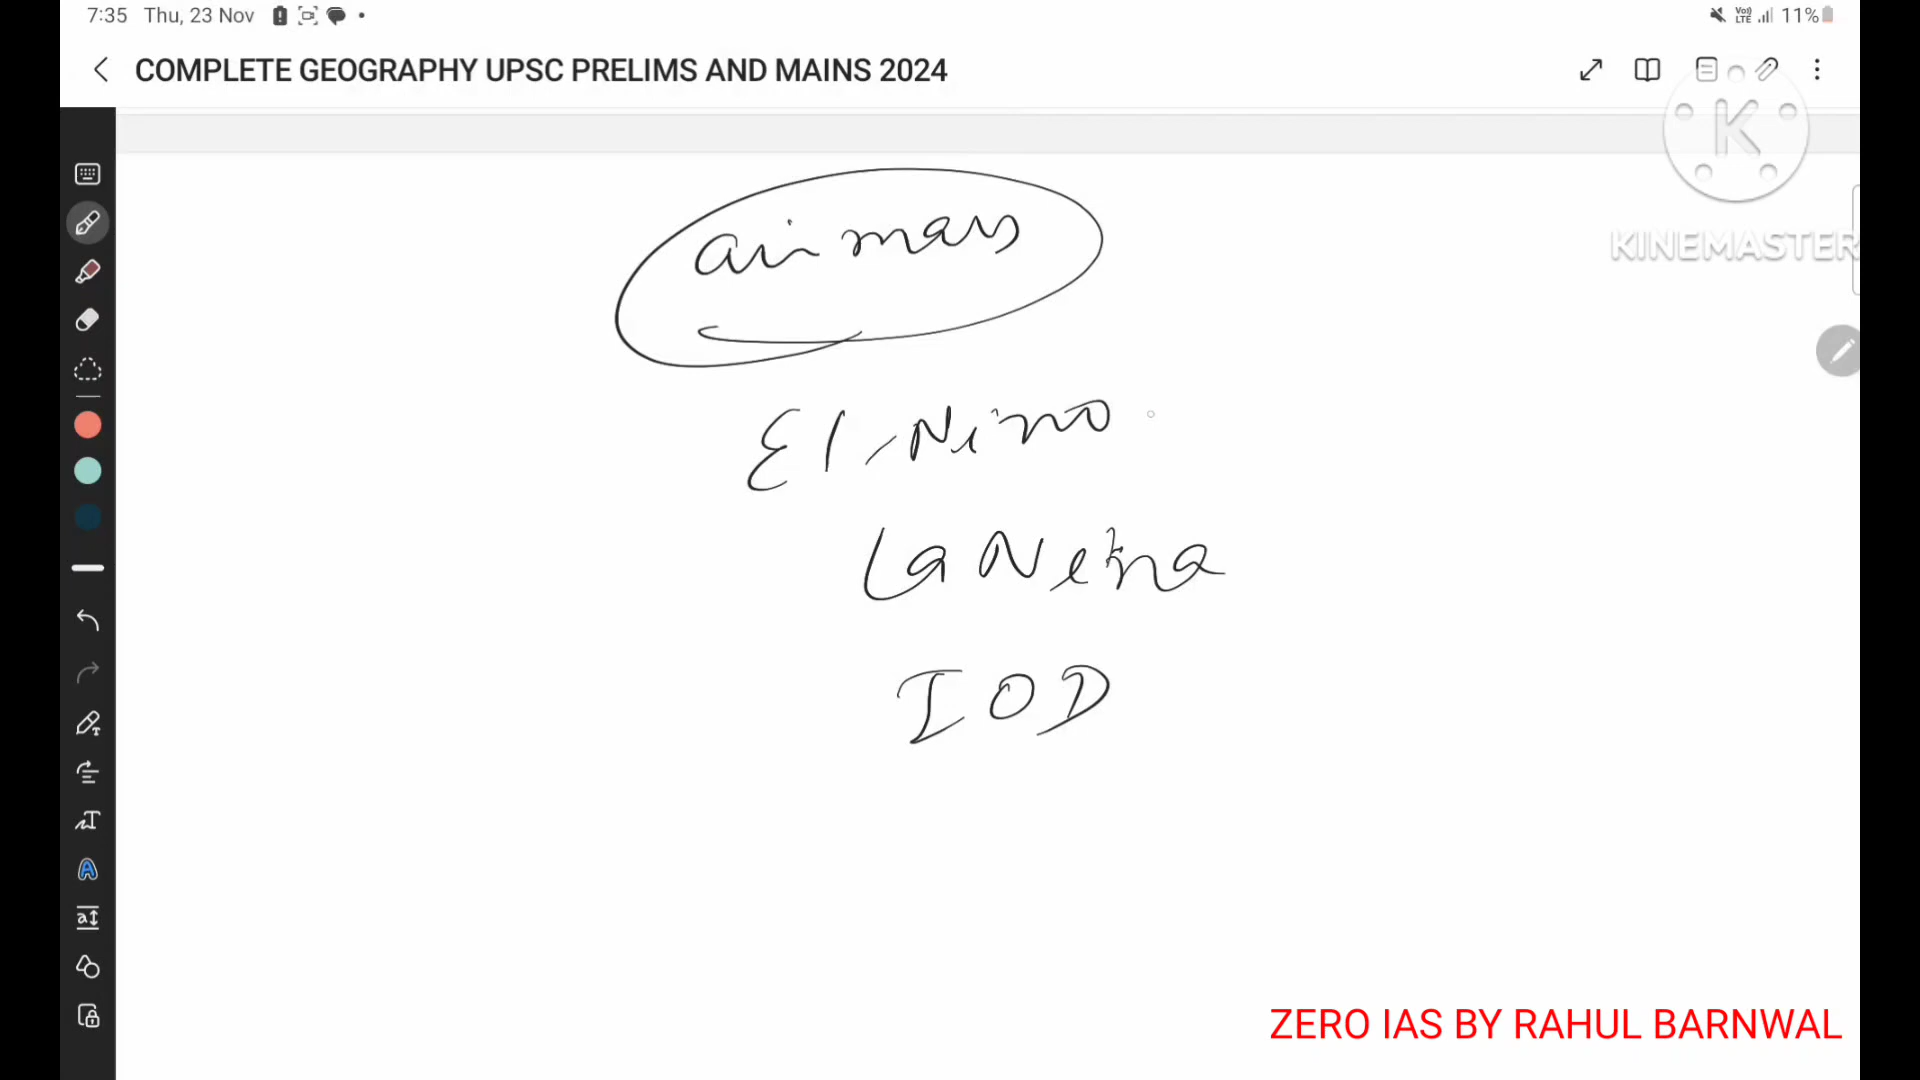 7:35 Thu, 23 Nov
VoLTE 11%
COMPLETE GEOGRAPHY UPSC PRELIMS AND MAINS 2024
K
KINEMASTER
air mass
El-Nino
La Nena
IOD
ZERO IAS BY RAHUL BARNWAL